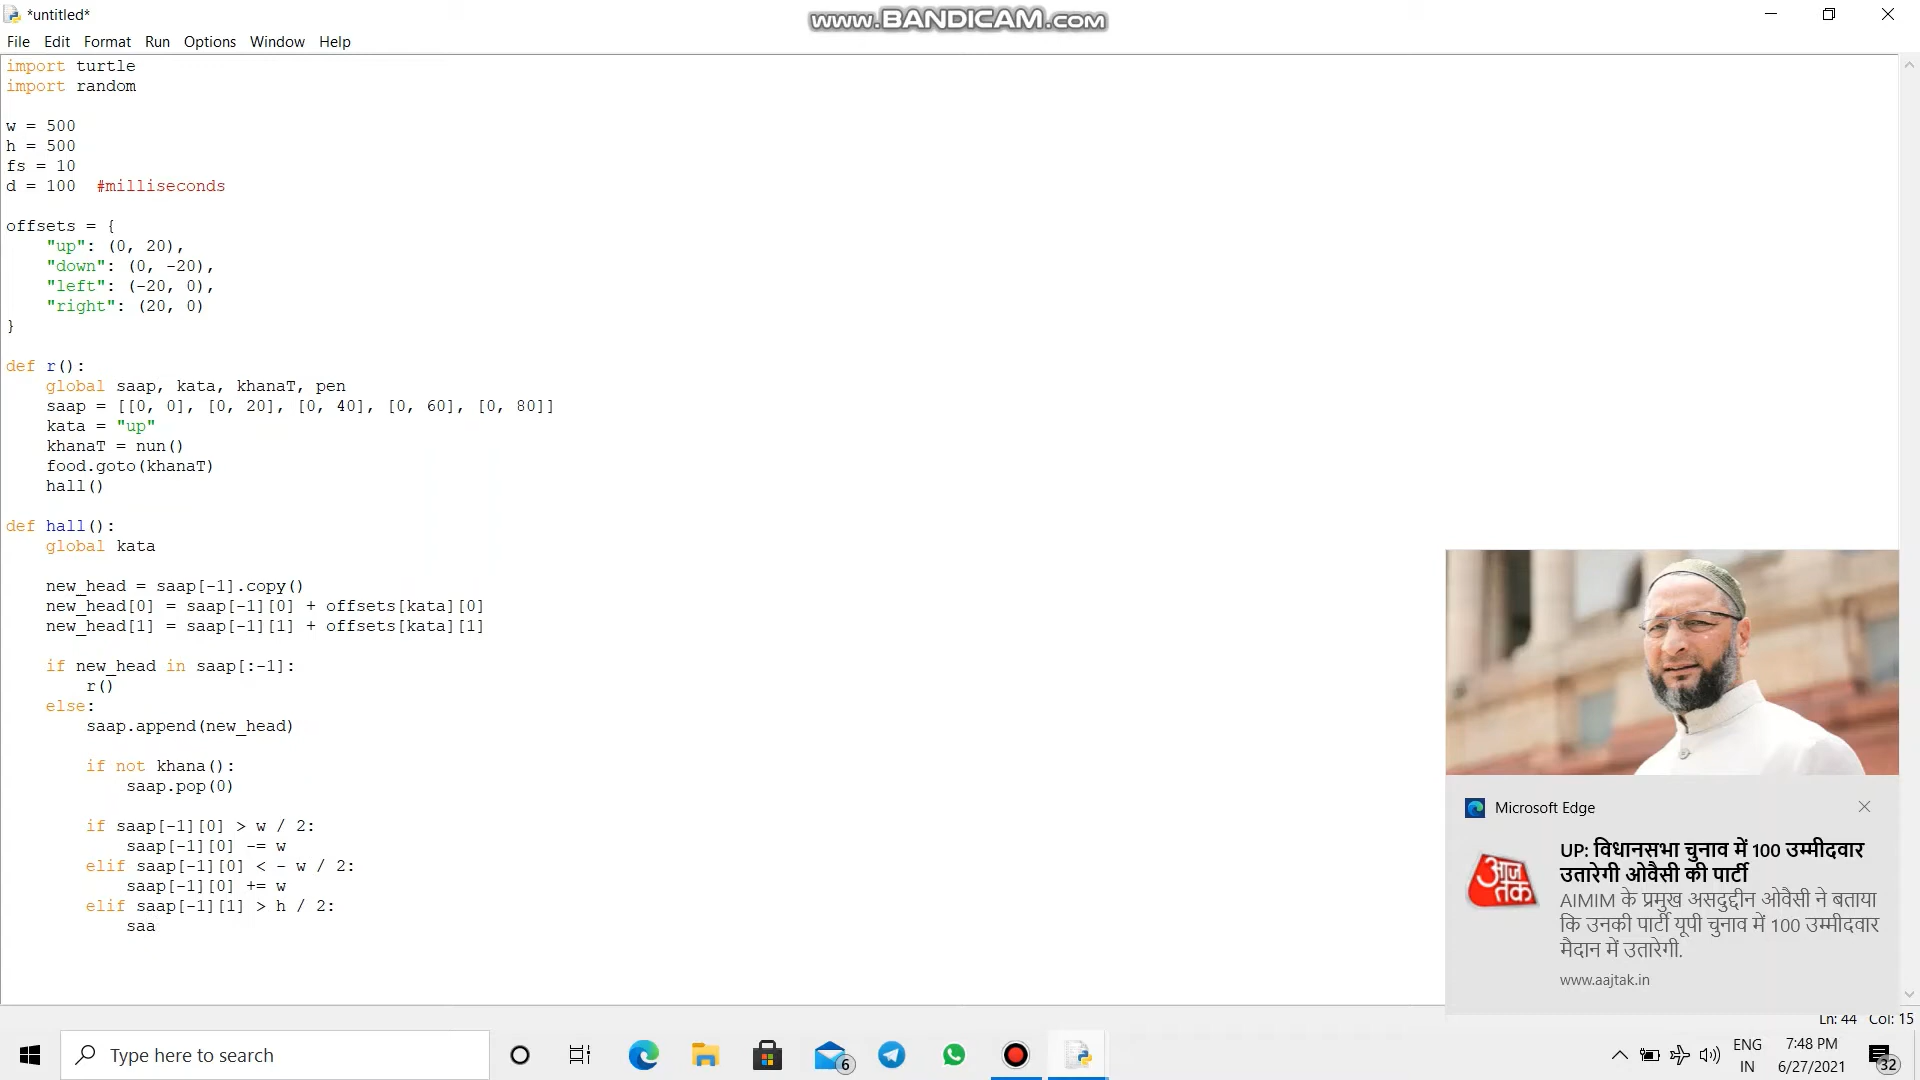 *untitled*
www.BANDICAM.com
File Edit Format Run Options Window Help
import turtle
import random
w = 500
h = 500
fs = 10
d = 100  #milliseconds
offsets = {
    "up": (0, 20),
    "down": (0, -20),
    "left": (-20, 0),
    "right": (20, 0)
}
def r():
    global saap, kata, khanaT, pen
    saap = [[0, 0], [0, 20], [0, 40], [0, 60], [0, 80]]
    kata = "up"
    khanaT = nun()
    food.goto(khanaT)
    hall()
def hall():
    global kata
    new_head = saap[-1].copy()
    new_head[0] = saap[-1][0] + offsets[kata][0]
    new_head[1] = saap[-1][1] + offsets[kata][1]
    if new_head in saap[:-1]:
        r()
    else:
        saap.append(new_head)
        if not khana():
            saap.pop(0)
        if saap[-1][0] > w / 2:
            saap[-1][0] -= w
        elif saap[-1][0] < - w / 2:
            saap[-1][0] += w
        elif saap[-1][1] > h / 2:
            saa
Microsoft Edge
आज तक
UP: विधानसभा चुनाव में 100 उम्मीदवार
उतारेगी ओवैसी की पार्टी
AIMIM के प्रमुख असदुद्दीन ओवैसी ने बताया
कि उनकी पार्टी यूपी चुनाव में 100 उम्मीदवार
मैदान में उतारेगी.
www.aajtak.in
Ln: 44 Col: 15
Type here to search
6
ENG
IN
7:48 PM
6/27/2021
32